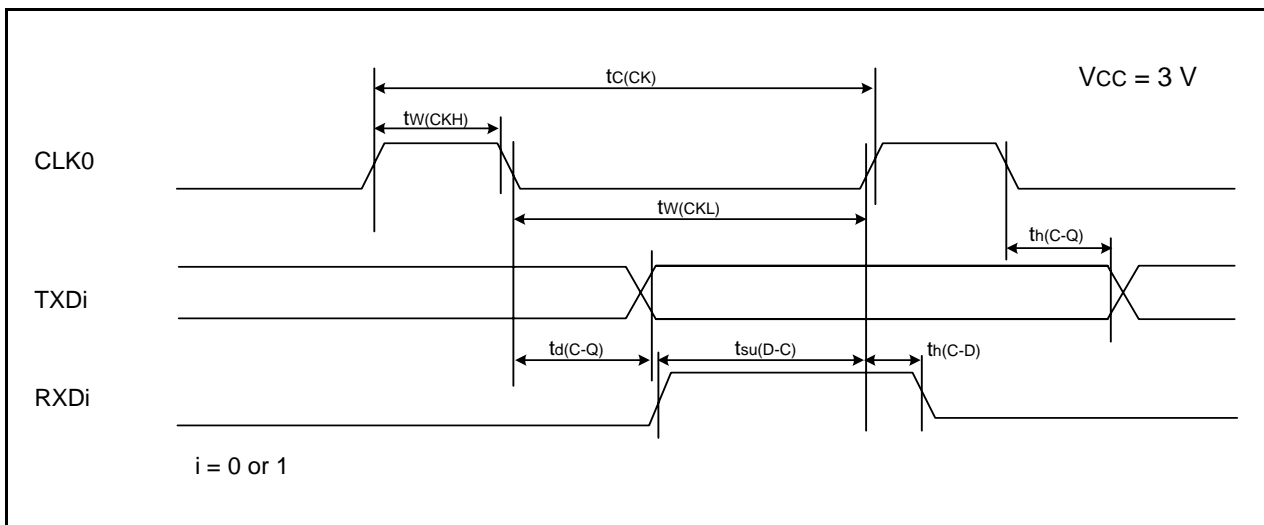 tC(CK)
VCC = 3 V
tW(CKH)
CLK0
tW(CKL)
th(C-Q)
TXDi
td(C-Q)
tsu(D-C)
th(C-D)
RXDi
i = 0 or 1